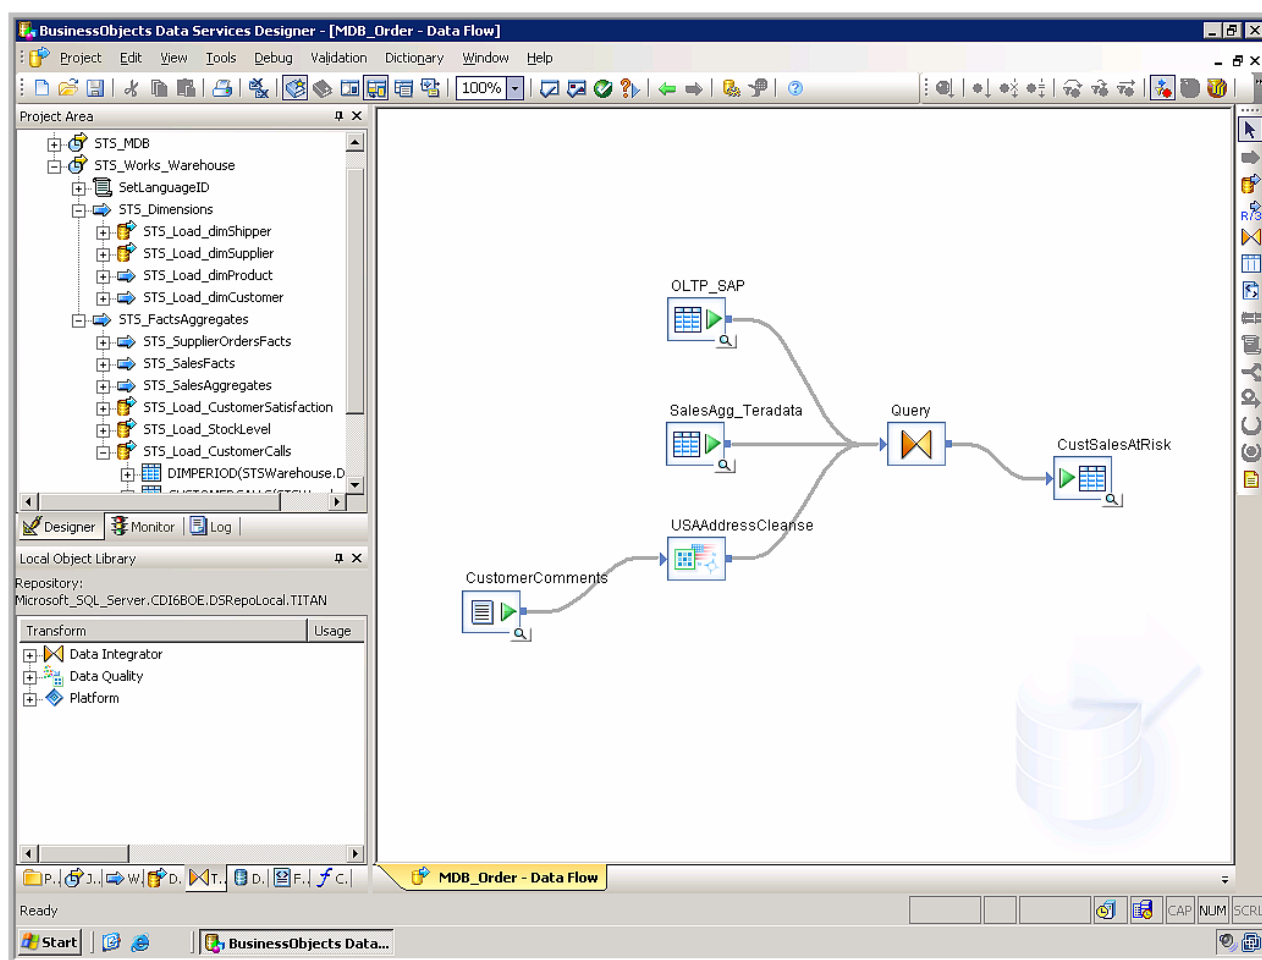 BusinessObjects Data Services Designer - [MDB_Order - Data Flow]
Project Edit View Tools Debug Validation Dictionary Window Help
100%
Project Area
STS_MDB
STS_Works_Warehouse
SetLanguageID
STS_Dimensions
STS_Load_dimShipper
STS_Load_dimSupplier
STS_Load_dimProduct
STS_Load_dimCustomer
STS_FactsAggregates
STS_SupplierOrdersFacts
STS_SalesFacts
STS_SalesAggregates
STS_Load_CustomerSatisfaction
STS_Load_StockLevel
STS_Load_CustomerCalls
DIMPERIOD(STSWarehouse.D
Designer Monitor Log
Local Object Library
Repository:
Microsoft_SQL_Server.CDI6BOE.DSRepoLocal.TITAN
Transform Usage
Data Integrator
Data Quality
Platform
P.. J.. W. D. T.. D. F.. C.
OLTP_SAP
SalesAgg_Teradata
Query
CustSalesAtRisk
USAAddressCleanse
CustomerComments
R/3
MDB_Order - Data Flow
Ready
CAP NUM SCRL
Start BusinessObjects Data...